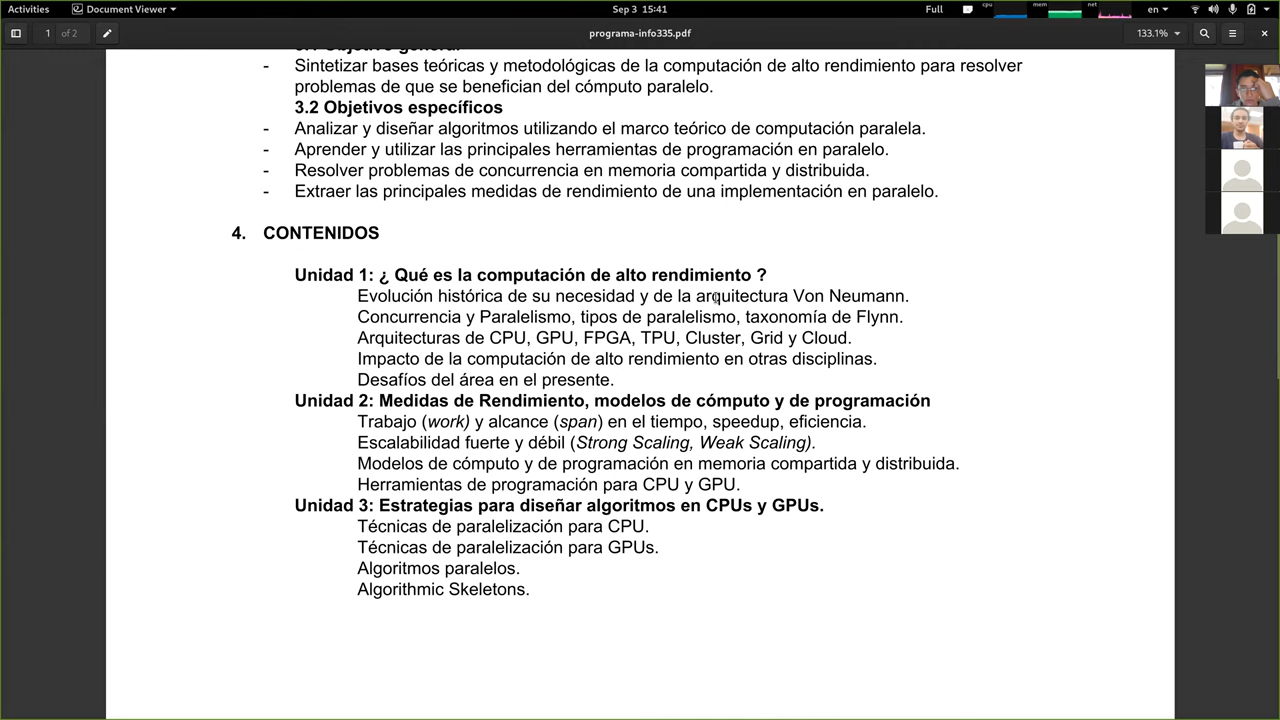 Activities
Document Viewer
Sep 3 15:41
Full
cpu
mem
net
en
1 of 2
programa-info335.pdf
133.1%
3.1 Objetivo general
- Sintetizar bases teóricas y metodológicas de la computación de alto rendimiento para resolver
problemas de que se benefician del cómputo paralelo.
3.2 Objetivos específicos
- Analizar y diseñar algoritmos utilizando el marco teórico de computación paralela.
- Aprender y utilizar las principales herramientas de programación en paralelo.
- Resolver problemas de concurrencia en memoria compartida y distribuida.
- Extraer las principales medidas de rendimiento de una implementación en paralelo.
4. CONTENIDOS
Unidad 1: ¿ Qué es la computación de alto rendimiento ?
Evolución histórica de su necesidad y de la arquitectura Von Neumann.
Concurrencia y Paralelismo, tipos de paralelismo, taxonomía de Flynn.
Arquitecturas de CPU, GPU, FPGA, TPU, Cluster, Grid y Cloud.
Impacto de la computación de alto rendimiento en otras disciplinas.
Desafíos del área en el presente.
Unidad 2: Medidas de Rendimiento, modelos de cómputo y de programación
Trabajo (work) y alcance (span) en el tiempo, speedup, eficiencia.
Escalabilidad fuerte y débil (Strong Scaling, Weak Scaling).
Modelos de cómputo y de programación en memoria compartida y distribuida.
Herramientas de programación para CPU y GPU.
Unidad 3: Estrategias para diseñar algoritmos en CPUs y GPUs.
Técnicas de paralelización para CPU.
Técnicas de paralelización para GPUs.
Algoritmos paralelos.
Algorithmic Skeletons.